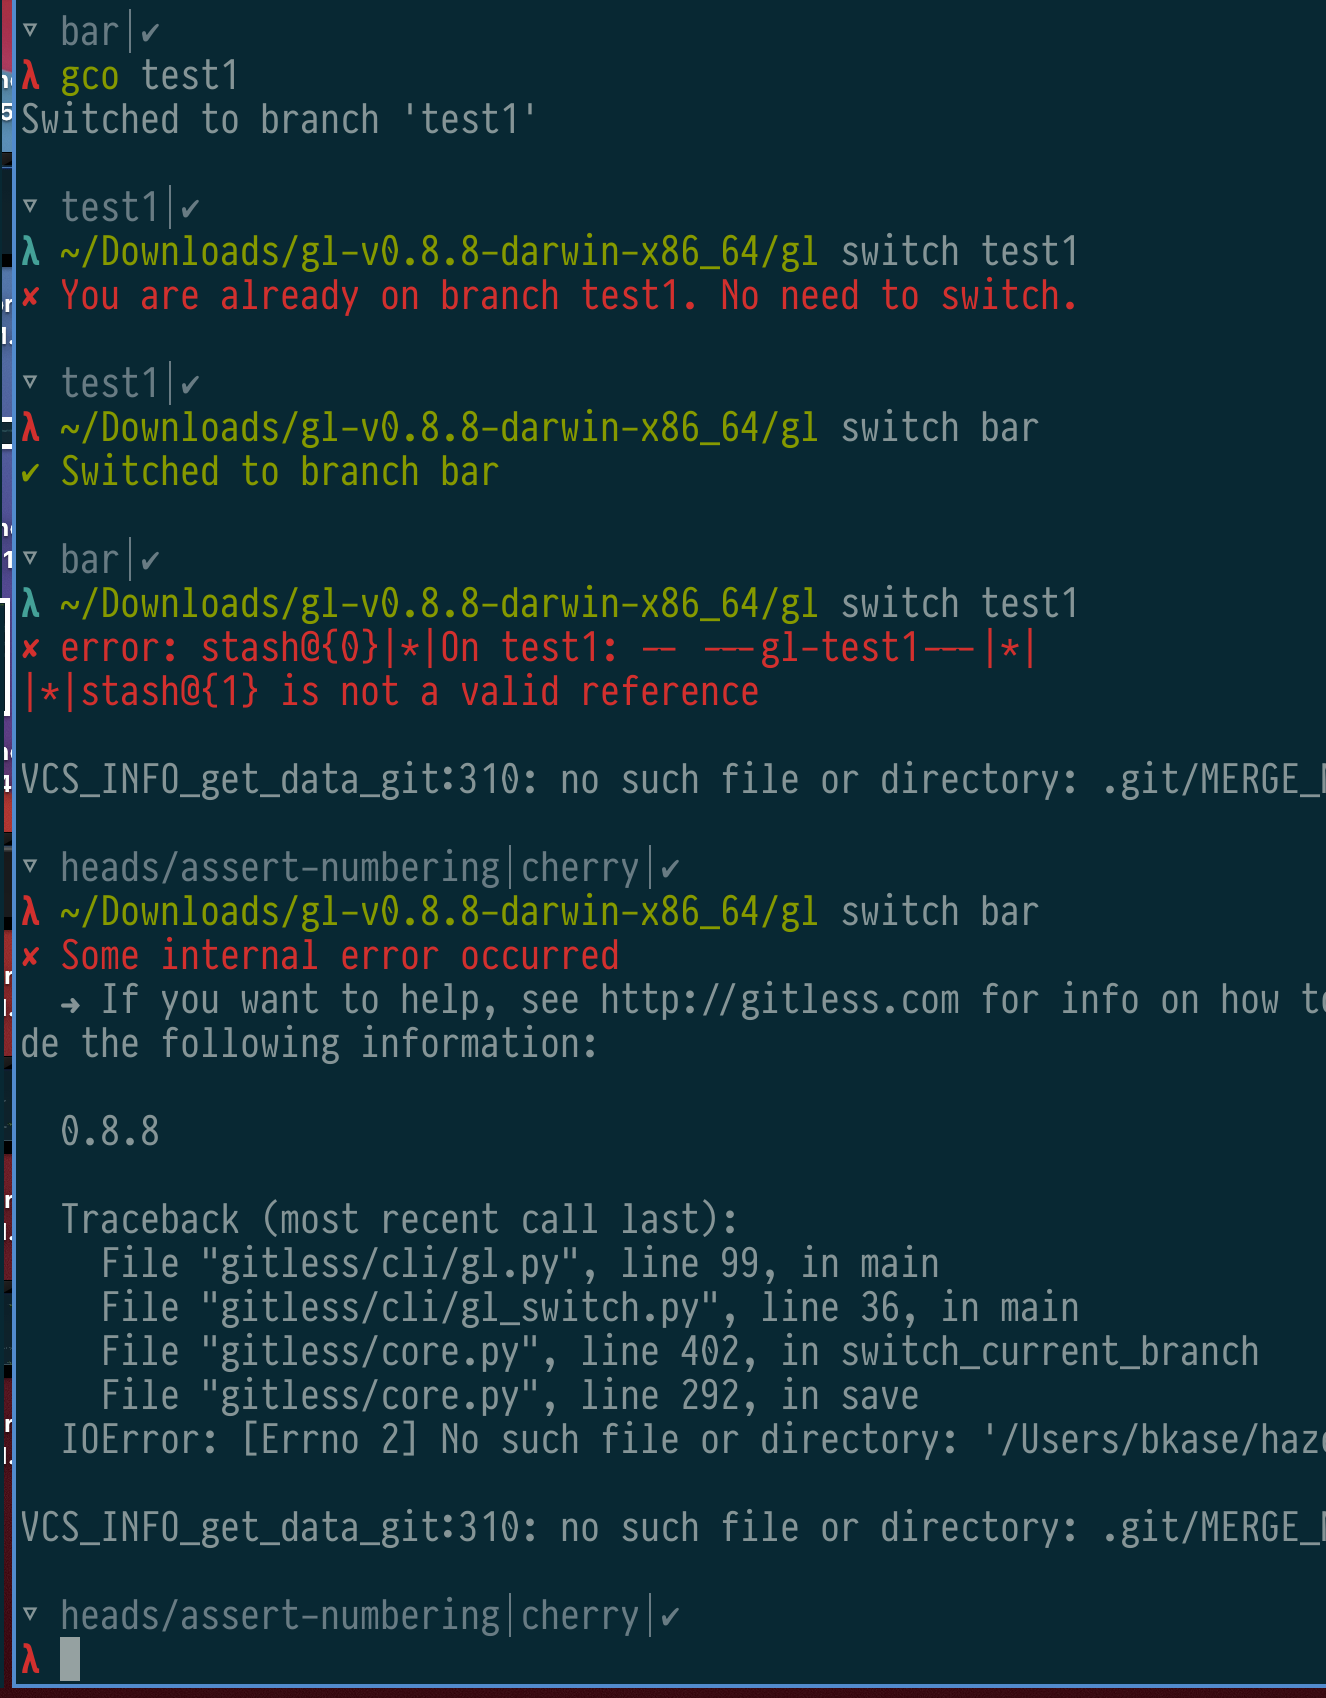 ▿ bar|✔
λ gco test1
Switched to branch 'test1'
▿ test1|✔
λ ~/Downloads/gl-v0.8.8-darwin-x86_64/gl switch test1
✘ You are already on branch test1. No need to switch.
▿ test1|✔
λ ~/Downloads/gl-v0.8.8-darwin-x86_64/gl switch bar
✔ Switched to branch bar
▿ bar|✔
λ ~/Downloads/gl-v0.8.8-darwin-x86_64/gl switch test1
✘ error: stash@{0}|*|On test1: -- ---gl-test1---|*|
|*|stash@{1} is not a valid reference
VCS_INFO_get_data_git:310: no such file or directory: .git/MERGE_
▿ heads/assert-numbering|cherry|✔
λ ~/Downloads/gl-v0.8.8-darwin-x86_64/gl switch bar
✘ Some internal error occurred
➜ If you want to help, see http://gitless.com for info on how to
de the following information:
0.8.8
Traceback (most recent call last):
File "gitless/cli/gl.py", line 99, in main
File "gitless/cli/gl_switch.py", line 36, in main
File "gitless/core.py", line 402, in switch_current_branch
File "gitless/core.py", line 292, in save
IOError: [Errno 2] No such file or directory: '/Users/bkase/haz
VCS_INFO_get_data_git:310: no such file or directory: .git/MERGE_
▿ heads/assert-numbering|cherry|✔
λ